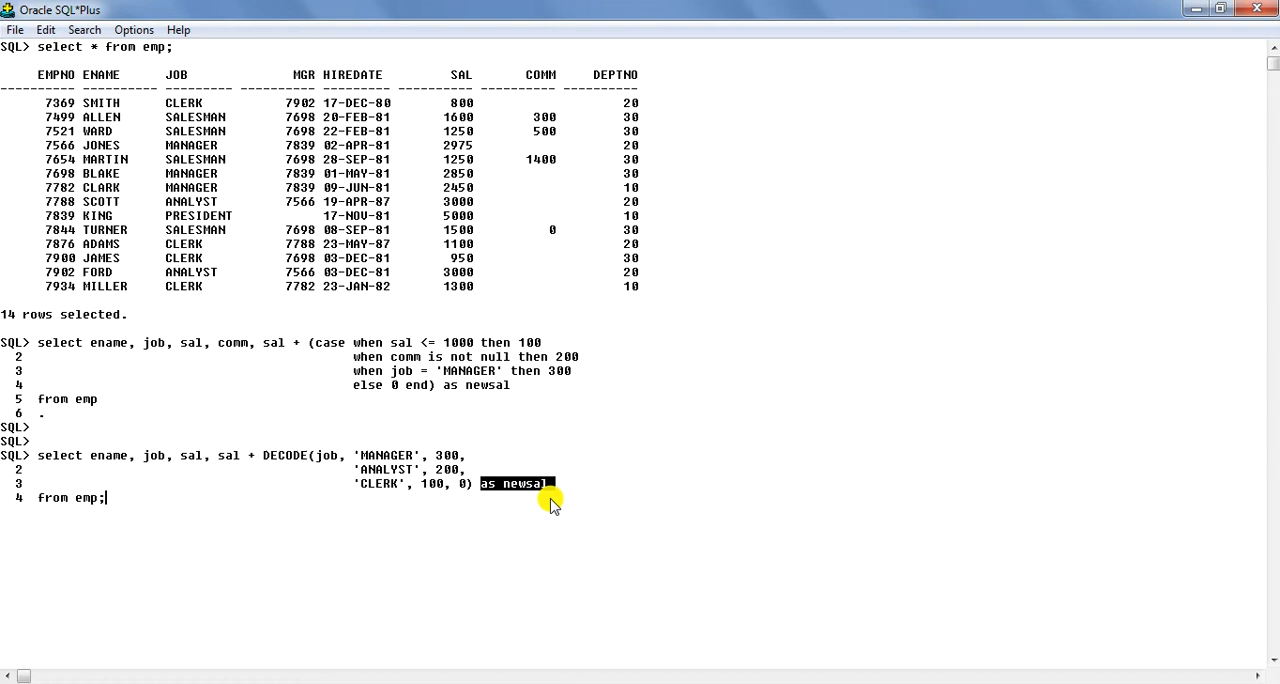 Oracle SQL*Plus
File Edit Search Options Help
SQL> select * from emp;
EMPNO ENAME JOB MGR HIREDATE SAL COMM DEPTNO
---------- ---------- --------- ---------- --------- ---------- ---------- ----------
7369 SMITH CLERK 7902 17-DEC-80 800 20
7499 ALLEN SALESMAN 7698 20-FEB-81 1600 300 30
7521 WARD SALESMAN 7698 22-FEB-81 1250 500 30
7566 JONES MANAGER 7839 02-APR-81 2975 20
7654 MARTIN SALESMAN 7698 28-SEP-81 1250 1400 30
7698 BLAKE MANAGER 7839 01-MAY-81 2850 30
7782 CLARK MANAGER 7839 09-JUN-81 2450 10
7788 SCOTT ANALYST 7566 19-APR-87 3000 20
7839 KING PRESIDENT 17-NOV-81 5000 10
7844 TURNER SALESMAN 7698 08-SEP-81 1500 0 30
7876 ADAMS CLERK 7788 23-MAY-87 1100 20
7900 JAMES CLERK 7698 03-DEC-81 950 30
7902 FORD ANALYST 7566 03-DEC-81 3000 20
7934 MILLER CLERK 7782 23-JAN-82 1300 10
14 rows selected.
SQL> select ename, job, sal, comm, sal + (case when sal <= 1000 then 100
2 when comm is not null then 200
3 when job = 'MANAGER' then 300
4 else 0 end) as newsal
5 from emp
6 .
SQL>
SQL>
SQL> select ename, job, sal, sal + DECODE(job, 'MANAGER', 300,
2 'ANALYST', 200,
3 'CLERK', 100, 0) as newsal
4 from emp;